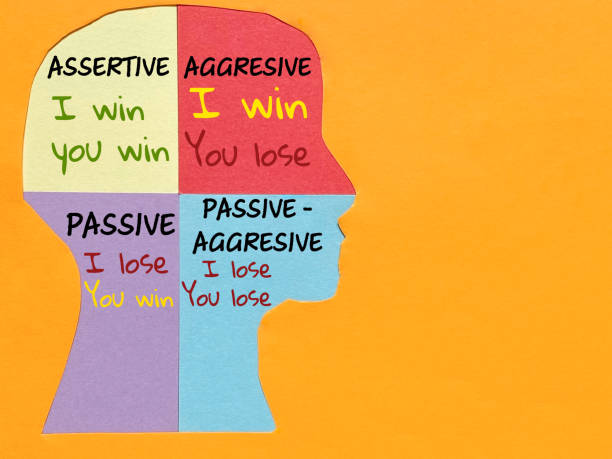 ASSERTIVE
I win
you win
AGGRESIVE
I win
You lose
PASSIVE
I lose
You win
PASSIVE -
AGGRESIVE
I lose
You lose